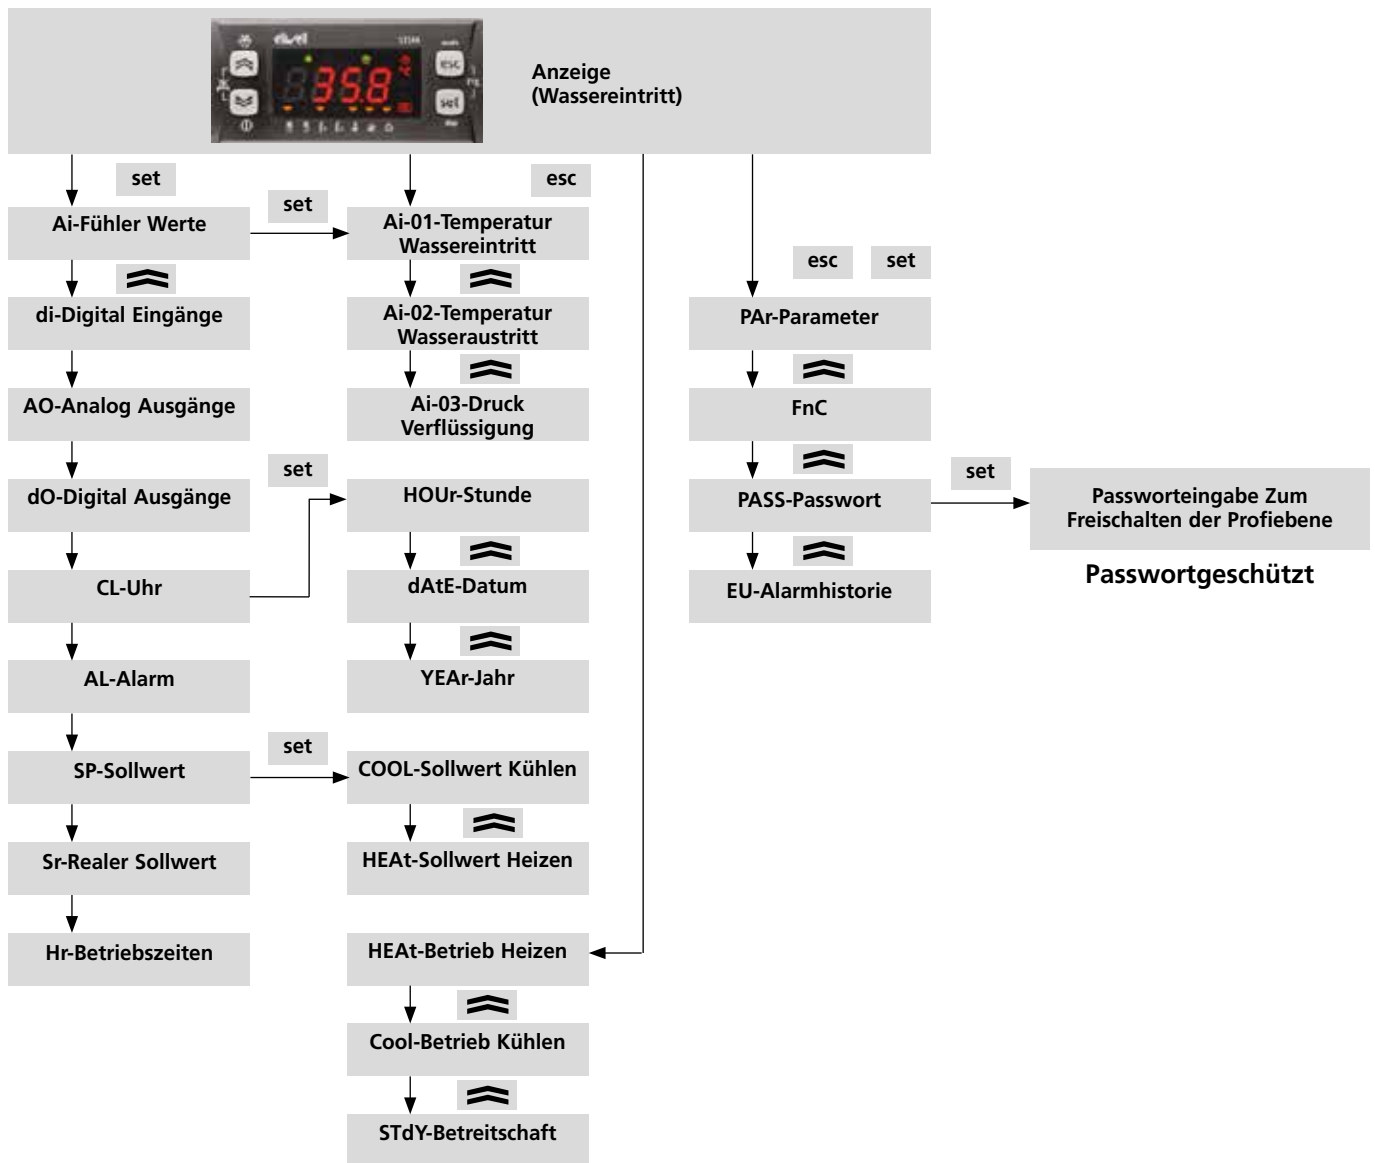 eliwell
35.8
esc
set
Anzeige
(Wassereintritt)
set
Ai-Fühler Werte
di-Digital Eingänge
AO-Analog Ausgänge
dO-Digital Ausgänge
CL-Uhr
AL-Alarm
SP-Sollwert
Sr-Realer Sollwert
Hr-Betriebszeiten
set
Ai-01-Temperatur
Wassereintritt
Ai-02-Temperatur
Wasseraustritt
Ai-03-Druck
Verflüssigung
set
HOUr-Stunde
dAtE-Datum
YEAr-Jahr
set
COOL-Sollwert Kühlen
HEAt-Sollwert Heizen
esc
HEAt-Betrieb Heizen
Cool-Betrieb Kühlen
STdY-Betreitschaft
esc
set
PAr-Parameter
FnC
PASS-Passwort
EU-Alarmhistorie
set
Passworteingabe Zum
Freischalten der Profiebene
Passwortgeschützt